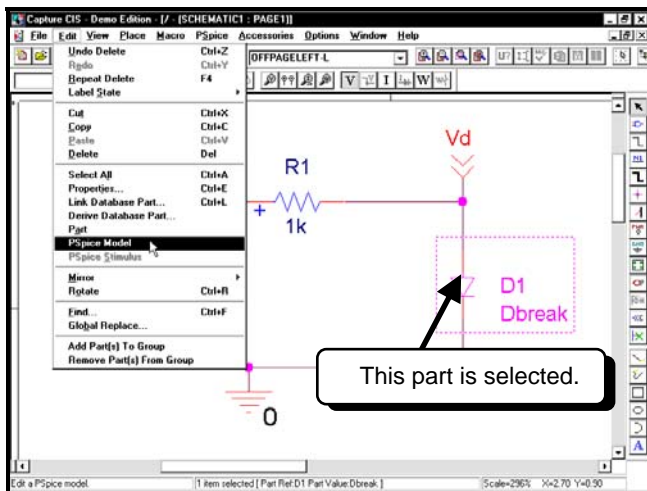 Capture CIS - Demo Edition - [/ - (SCHEMATIC1 : PAGE1)]
File Edit View Place Macro PSpice Accessories Options Window Help
OFFPAGELEFT-L
U?
V I W
Undo Delete Ctrl+Z
Redo Ctrl+Y
Repeat Delete F4
Label State
Cut Ctrl+X
Copy Ctrl+C
Paste Ctrl+V
Delete Del
Select All Ctrl+A
Properties... Ctrl+E
Link Database Part... Ctrl+L
Derive Database Part...
Part
PSpice Model
PSpice Stimulus
Mirror
Rotate Ctrl+R
Find... Ctrl+F
Global Replace...
Add Part(s) To Group
Remove Part(s) From Group
Vd
R1
+
1k
D1
Dbreak
This part is selected.
0
A
Edit a PSpice model.
1 item selected [ Part Ref:D1 Part Value:Dbreak ]
Scale=296% X=2.70 Y=0.90